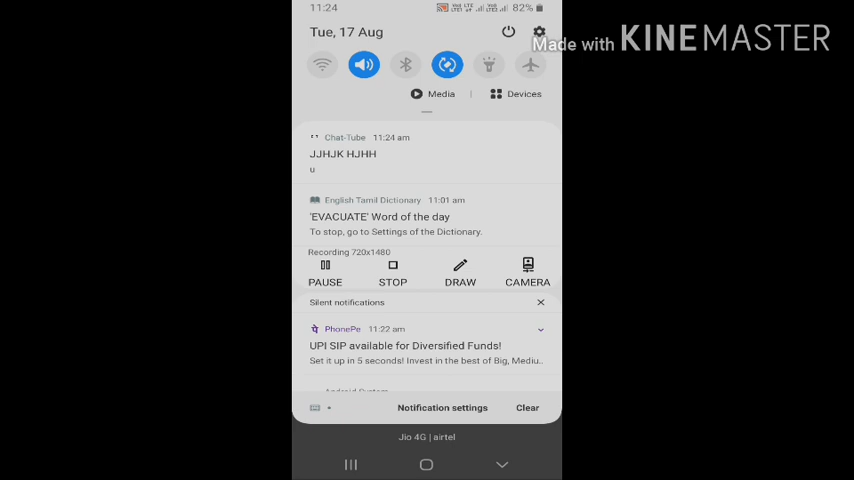 11:24
82%
Tue, 17 Aug
Made with KINEMASTER
Media | Devices
Chat-Tube 11:24 am
JJHJK HJHH
u
English Tamil Dictionary 11:01 am
'EVACUATE' Word of the day
To stop, go to Settings of the Dictionary.
Recording 720x1480
PAUSE STOP DRAW CAMERA
Silent notifications
PhonePe 11:22 am
UPI SIP available for Diversified Funds!
Set it up in 5 seconds! Invest in the best of Big, Mediu..
Android System
Notification settings Clear
Jio 4G | airtel